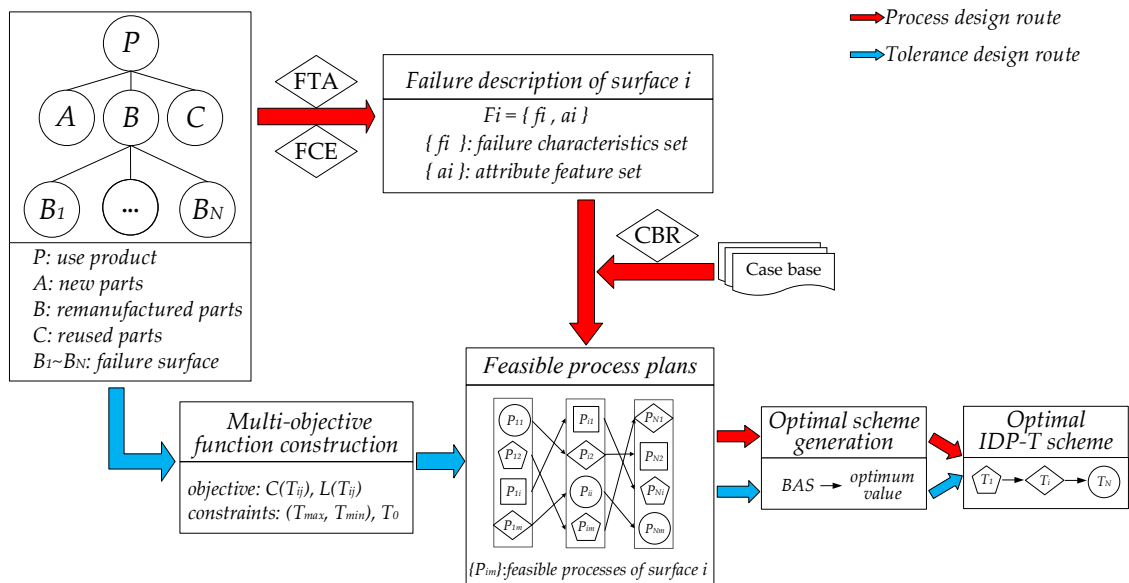 Process design route
Tolerance design route
P
A
B
C
B1
...
BN
P: use product
A: new parts
B: remanufactured parts
C: reused parts
B1~BN: failure surface
FTA
FCE
Failure description of surface i
Fi = { fi , ai }
{ fi }: failure characteristics set
{ ai }: attribute feature set
CBR
Case base
Multi-objective
function construction
objective: C(Tij), L(Tij)
constraints: (Tmax, Tmin), T0
Feasible process plans
P11
P12
P1i
P1m
Pi1
Pi2
Pii
Pim
PN1
PN2
PNi
PNm
{Pim}:feasible processes of surface i
Optimal scheme
generation
BAS → optimum
value
Optimal
IDP-T scheme
T1
Ti
TN